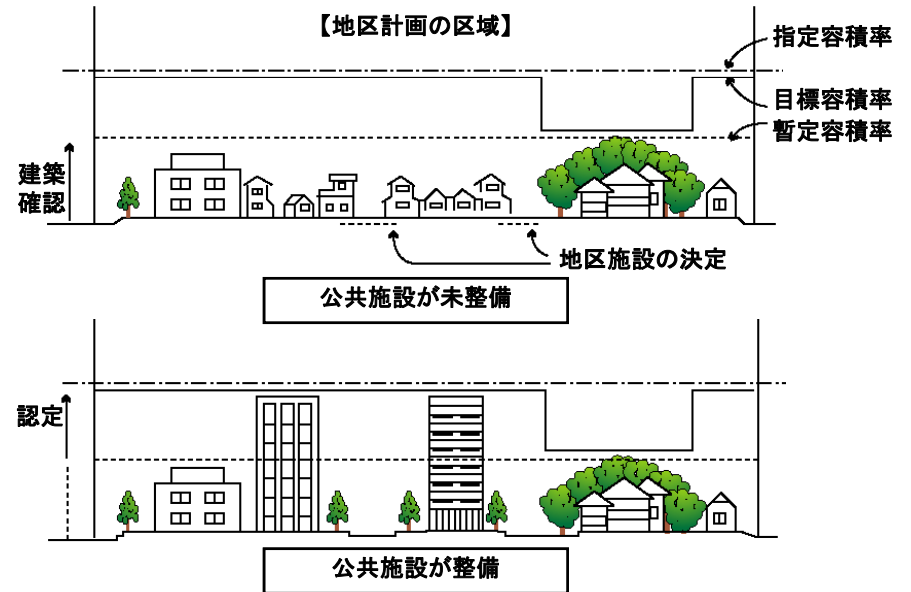 【地区計画の区域】
指定容積率
目標容積率
暫定容積率
建築
確認
地区施設の決定
公共施設が未整備
認定
公共施設が整備